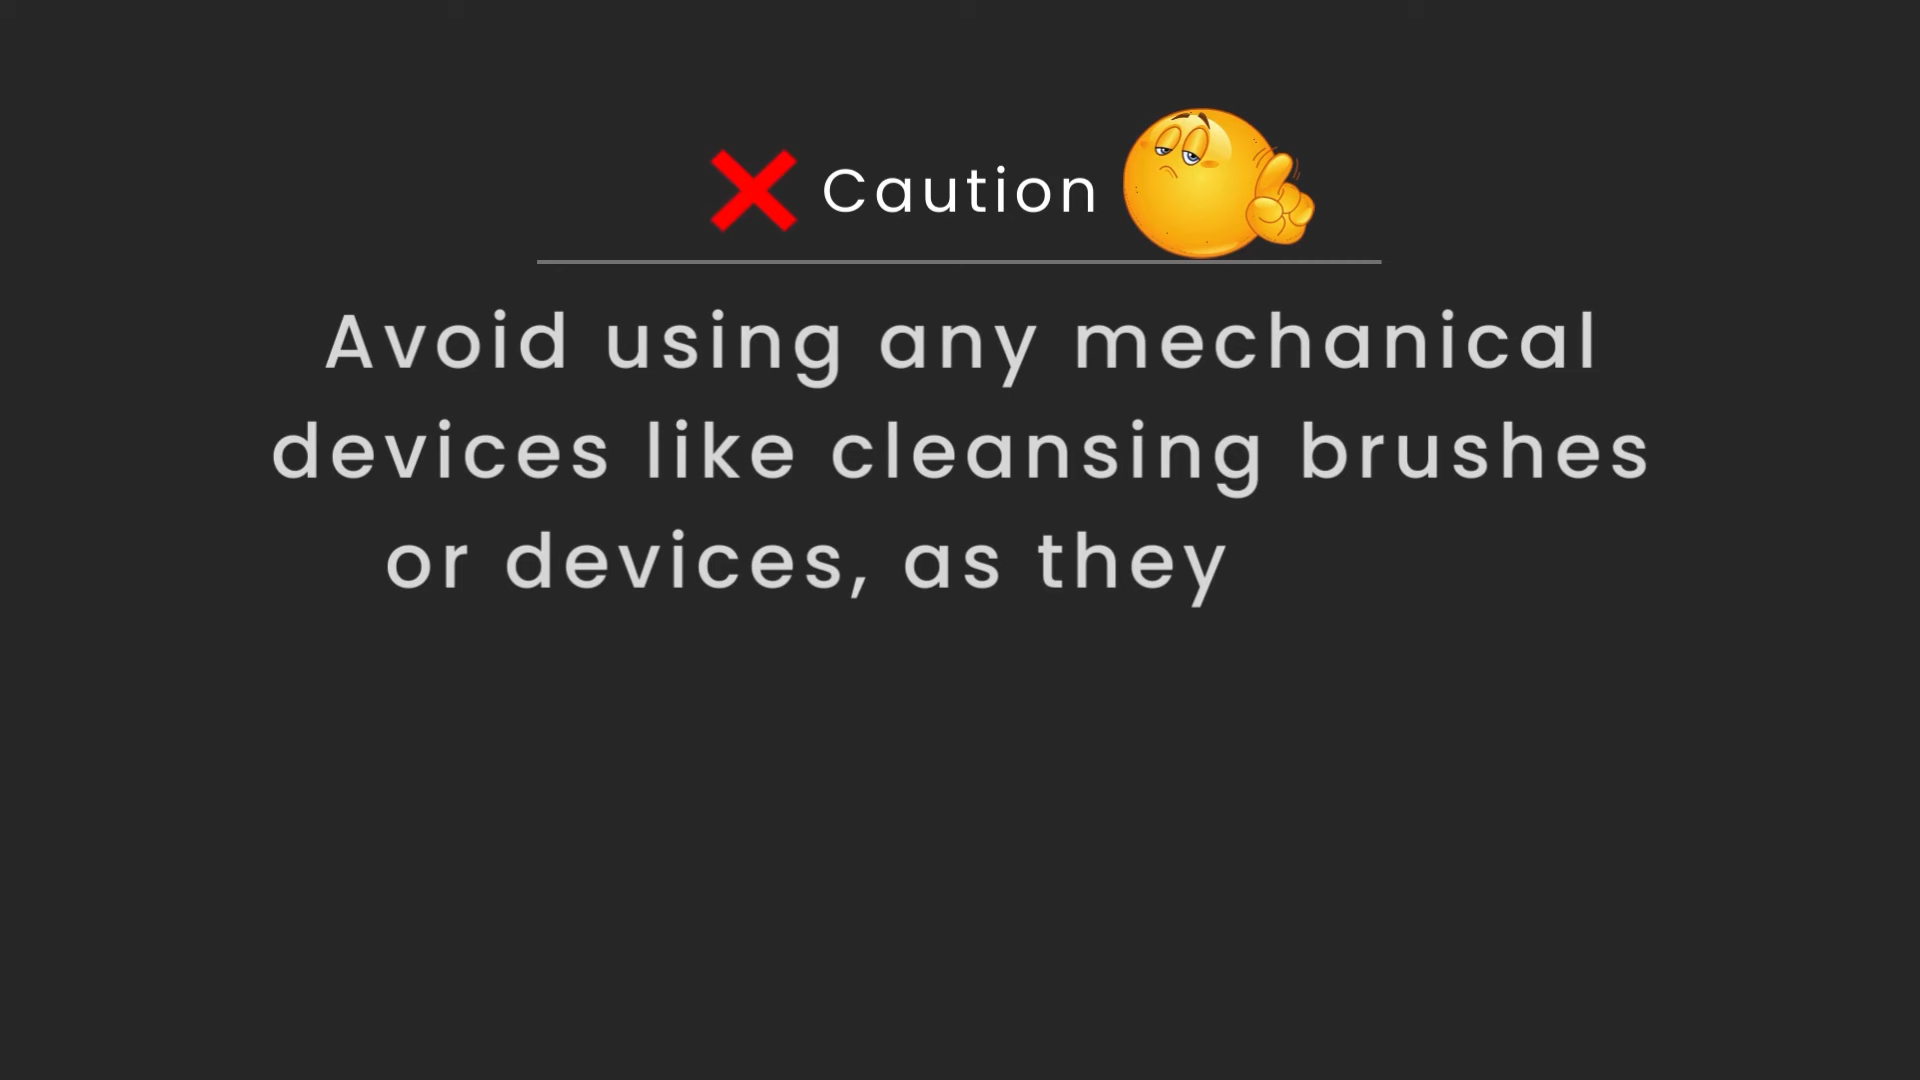 Caution
Avoid using any mechanical
devices like cleansing brushes
or devices, as they